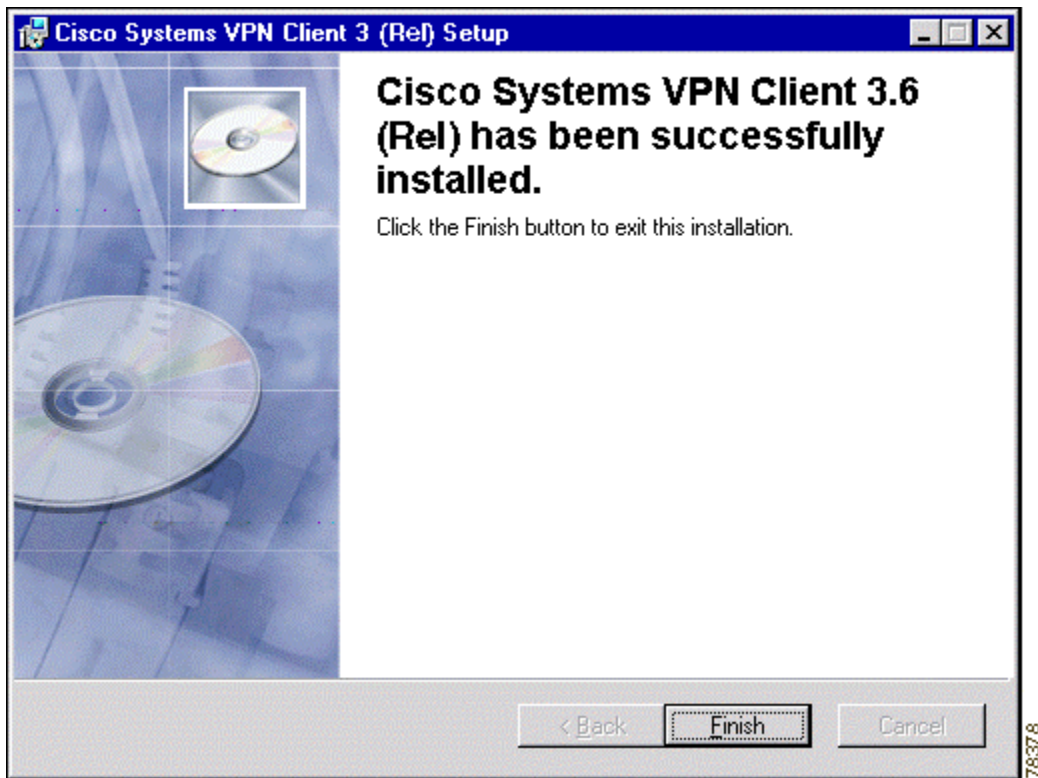 Cisco Systems VPN Client 3 (Rel) Setup
Cisco Systems VPN Client 3.6
(Rel) has been successfully
installed.
Click the Finish button to exit this installation.
< Back
Finish
Cancel
78378